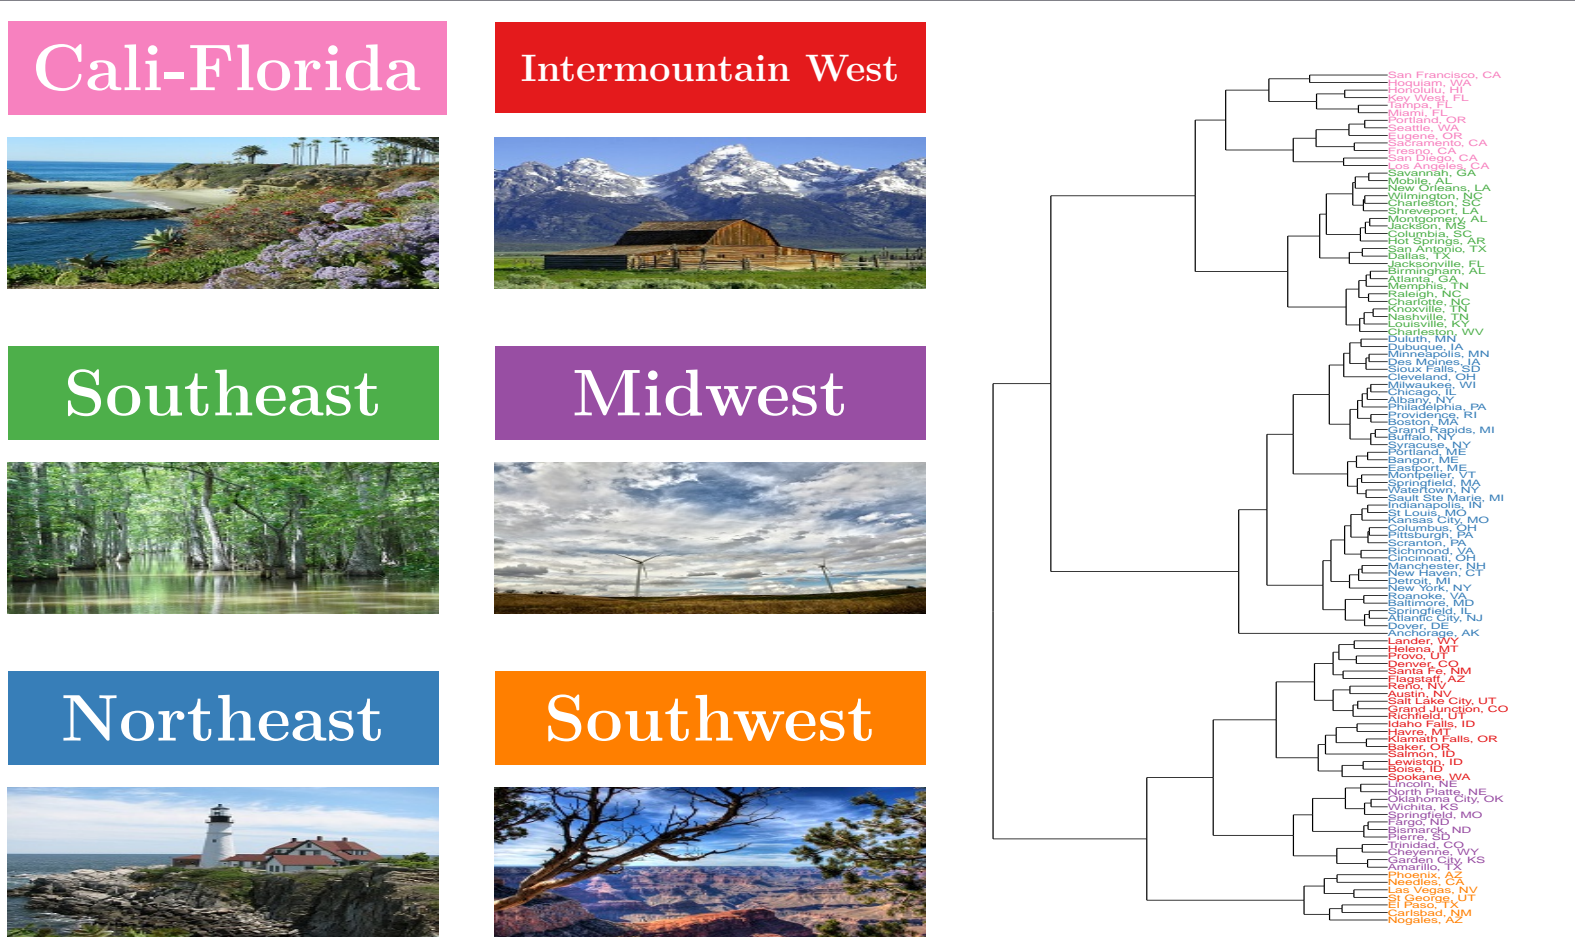 Cali-Florida
Intermountain West
Southeast
Midwest
Northeast
Southwest
San Francisco, CA
Hoquiam, WA
Honolulu, HI
Key West, FL
Tampa, FL
Miami, FL
Portland, OR
Seattle, WA
Eugene, OR
Sacramento, CA
Fresno, CA
San Diego, CA
Los Angeles, CA
Savannah, GA
Mobile, AL
New Orleans, LA
Wilmington, NC
Charleston, SC
Shreveport, LA
Montgomery, AL
Jackson, MS
Columbia, SC
Hot Springs, AR
San Antonio, TX
Dallas, TX
Jacksonville, FL
Birmingham, AL
Atlanta, GA
Memphis, TN
Raleigh, NC
Charlotte, NC
Knoxville, TN
Nashville, TN
Louisville, KY
Charleston, WV
Duluth, MN
Dubuque, IA
Minneapolis, MN
Des Moines, IA
Sioux Falls, SD
Cleveland, OH
Milwaukee, WI
Chicago, IL
Albany, NY
Philadelphia, PA
Providence, RI
Boston, MA
Grand Rapids, MI
Buffalo, NY
Syracuse, NY
Portland, ME
Bangor, ME
Eastport, ME
Montpelier, VT
Springfield, MA
Watertown, NY
Sault Ste Marie, MI
Indianapolis, IN
St Louis, MO
Kansas City, MO
Columbus, OH
Pittsburgh, PA
Scranton, PA
Richmond, VA
Cincinnati, OH
Manchester, NH
New Haven, CT
Detroit, MI
New York, NY
Roanoke, VA
Baltimore, MD
Springfield, IL
Atlantic City, NJ
Dover, DE
Anchorage, AK
Lander, WY
Helena, MT
Provo, UT
Denver, CO
Santa Fe, NM
Flagstaff, AZ
Reno, NV
Austin, NV
Salt Lake City, UT
Grand Junction, CO
Richfield, UT
Idaho Falls, ID
Havre, MT
Klamath Falls, OR
Baker, OR
Salmon, ID
Lewiston, ID
Boise, ID
Spokane, WA
Lincoln, NE
North Platte, NE
Oklahoma City, OK
Wichita, KS
Springfield, MO
Fargo, ND
Bismarck, ND
Pierre, SD
Trinidad, CO
Cheyenne, WY
Garden City, KS
Amarillo, TX
Phoenix, AZ
Needles, CA
Las Vegas, NV
St George, UT
El Paso, TX
Carlsbad, NM
Nogales, AZ